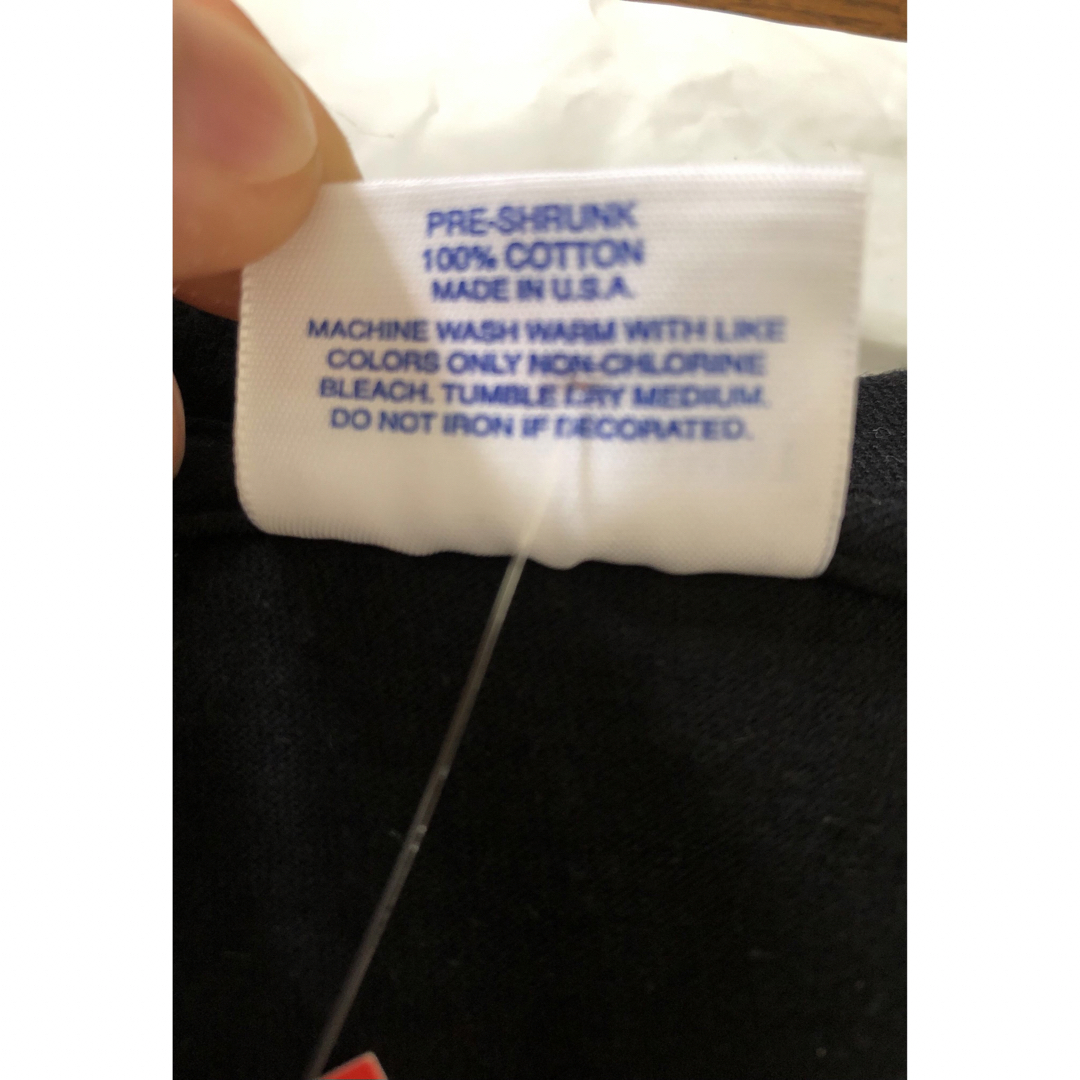 PRE-SHRUNK
100% COTTON
MADE IN U.S.A.
MACHINE WASH WARM WITH LIKE
COLORS ONLY NON-CHLORINE
BLEACH. TUMBLE DRY MEDIUM.
DO NOT IRON IF DECORATED.